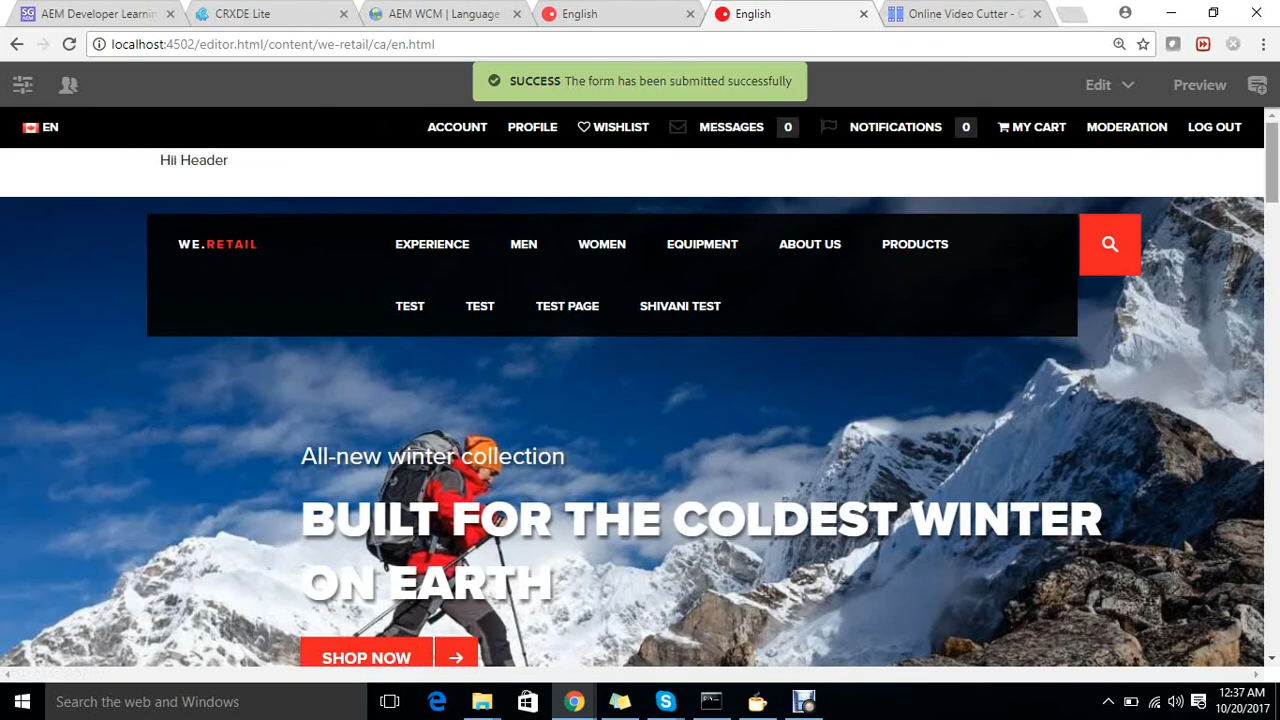 AEM Developer Learnin
CRXDE Lite
AEM WCM | Language
English
English
Online Video Cutter - C
localhost:4502/editor.html/content/we-retail/ca/en.html
SUCCESS The form has been submitted successfully
Edit
Preview
EN
ACCOUNT
PROFILE
WISHLIST
MESSAGES
0
NOTIFICATIONS
0
MY CART
MODERATION
LOG OUT
Hii Header
WE.RETAIL
EXPERIENCE
MEN
WOMEN
EQUIPMENT
ABOUT US
PRODUCTS
TEST
TEST
TEST PAGE
SHIVANI TEST
All-new winter collection
BUILT FOR THE COLDEST WINTER
ON EARTH
SHOP NOW
Search the web and Windows
12:37 AM
10/20/2017